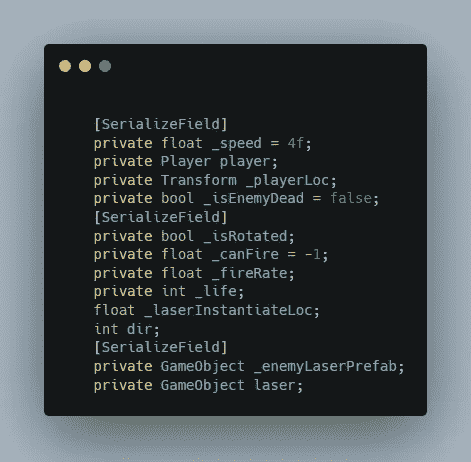 [SerializeField]
private float _speed = 4f;
private Player player;
private Transform _playerLoc;
private bool _isEnemyDead = false;
[SerializeField]
private bool _isRotated;
private float _canFire = -1;
private float _fireRate;
private int _life;
float _laserInstantiateLoc;
int dir;
[SerializeField]
private GameObject _enemyLaserPrefab;
private GameObject laser;